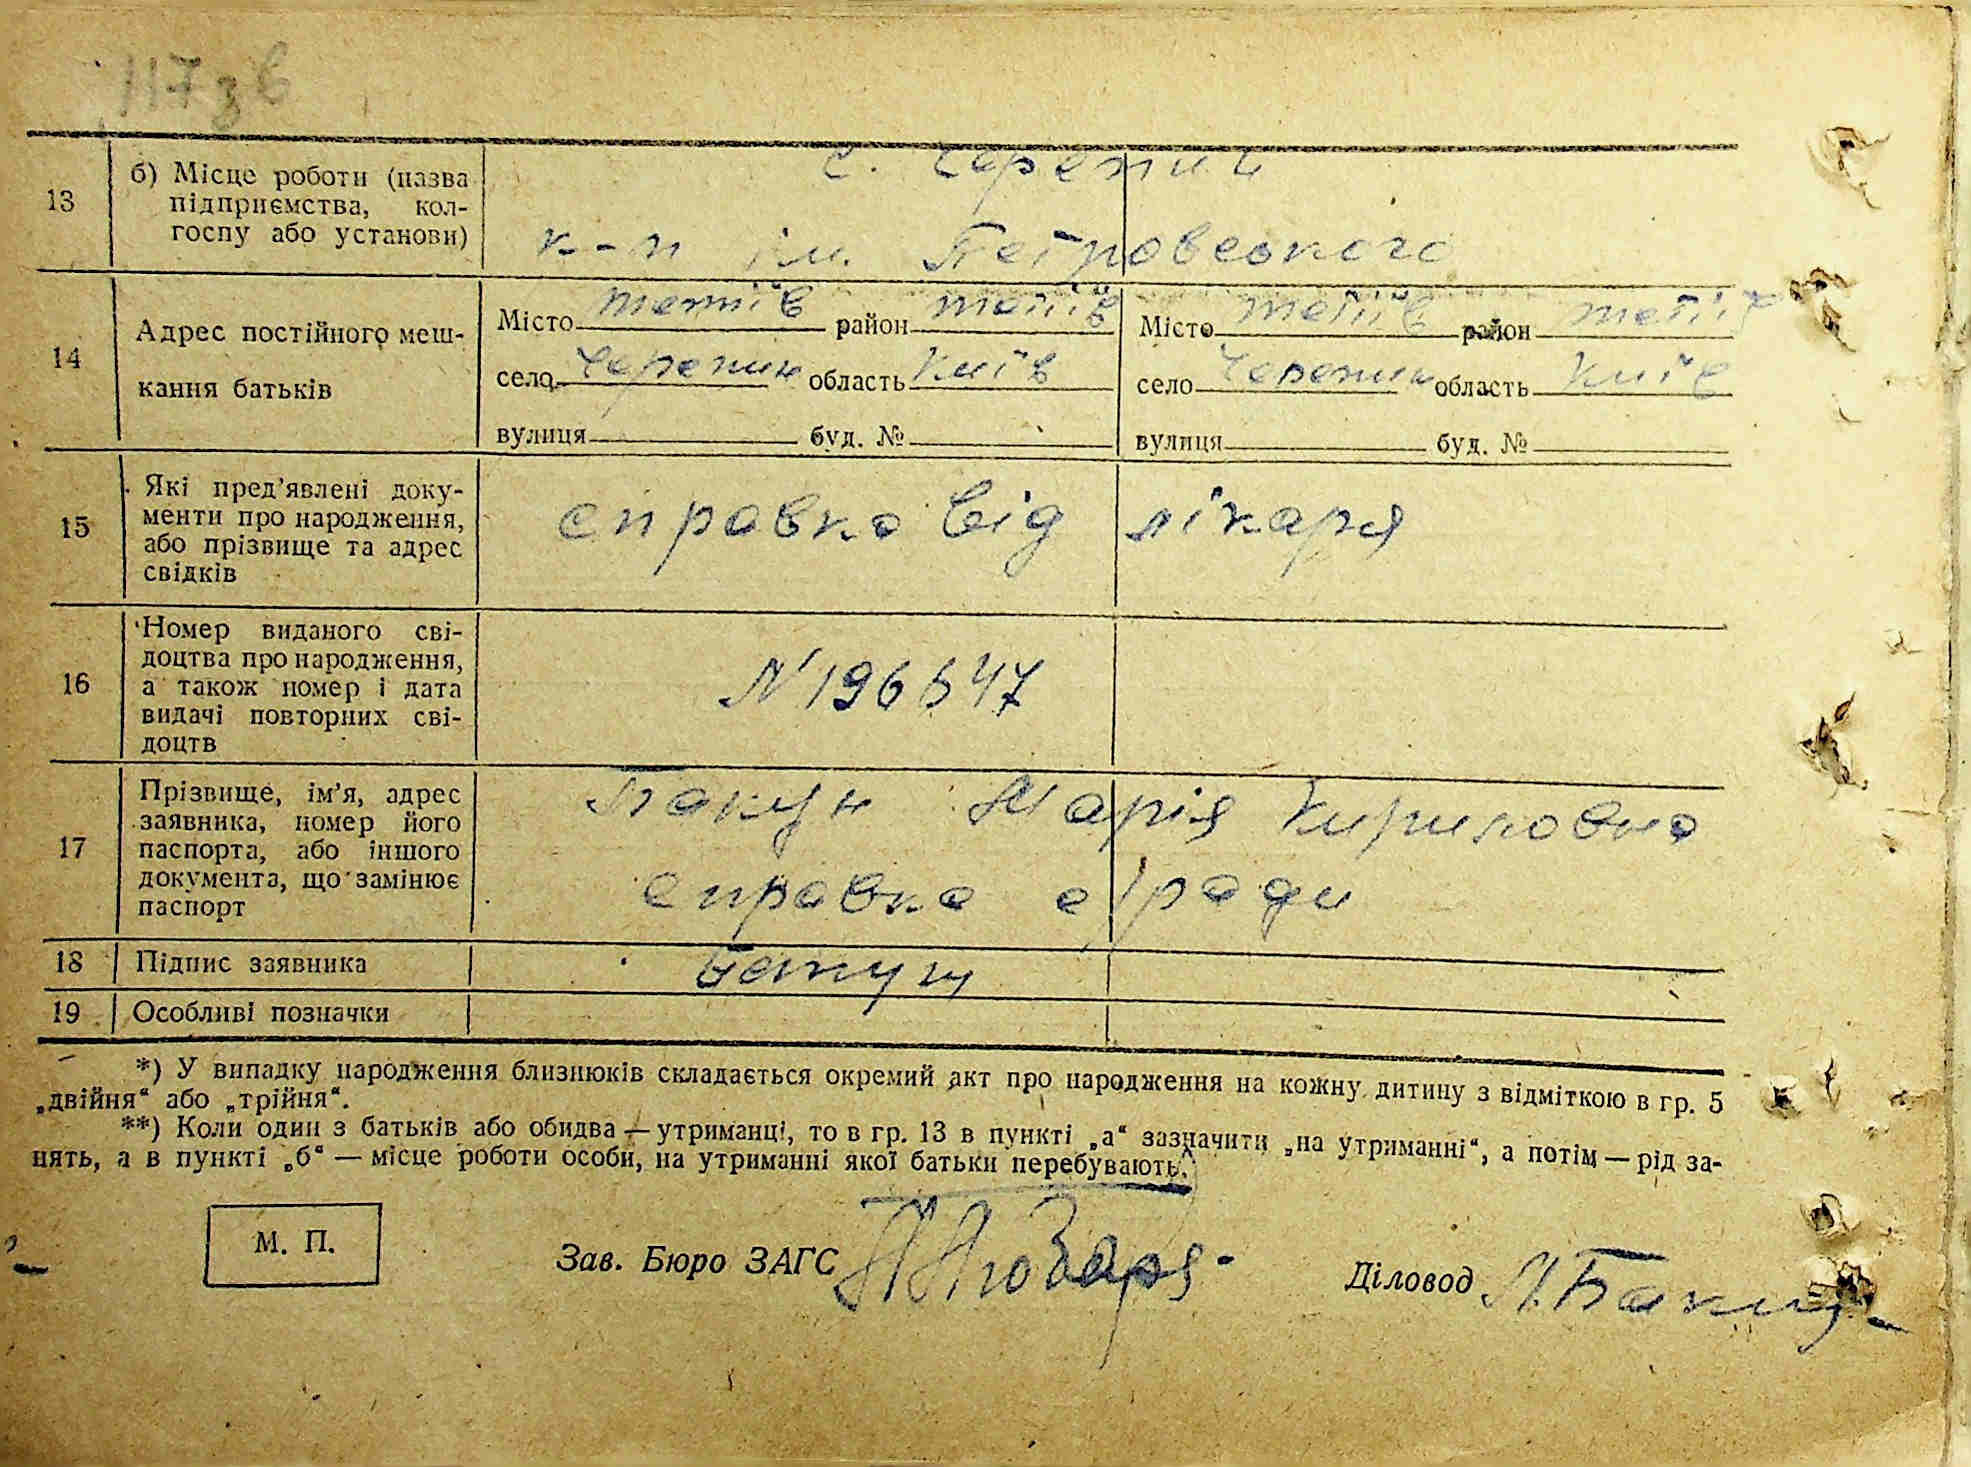 117 зв
13
б) Місце роботи (назва
підприємства, кол-
госпу або установи)
с. Черепин
к-п ім. Петровського
14
Адрес постійного меш-
кання батьків
Місто Тетіїв район Тетіїв
село Черепин область Київ
вулиця буд. №
Місто Тетіїв район Тетіїв
село Черепин область Київ
вулиця буд. №
15
Які пред’явлені доку-
менти про народження,
або прізвище та адрес
свідків
справка від лікаря
16
Номер виданого сві-
доцтва про народження,
а також номер і дата
видачі повторних сві-
доцтв
N 196547
17
Прізвище, ім’я, адрес
заявника, номер його
паспорта, або іншого
документа, що замінює
паспорт
Бакун Марія Кириловна
справка с/ради
18
Підпис заявника
Бакун
19
Особливі позначки
*) У випадку народження близнюків складається окремий акт про народження на кожну дитину з відміткою в гр. 5
„двійня“ або „трійня“.
**) Коли один з батьків або обидва — утриманці, то в гр. 13 в пункті „а“ зазначити „на утриманні“, а потім — рід за-
нять, а в пункті „б“ — місце роботи особи, на утриманні якої батьки перебувають.
М. П.
Зав. Бюро ЗАГС
Діловод